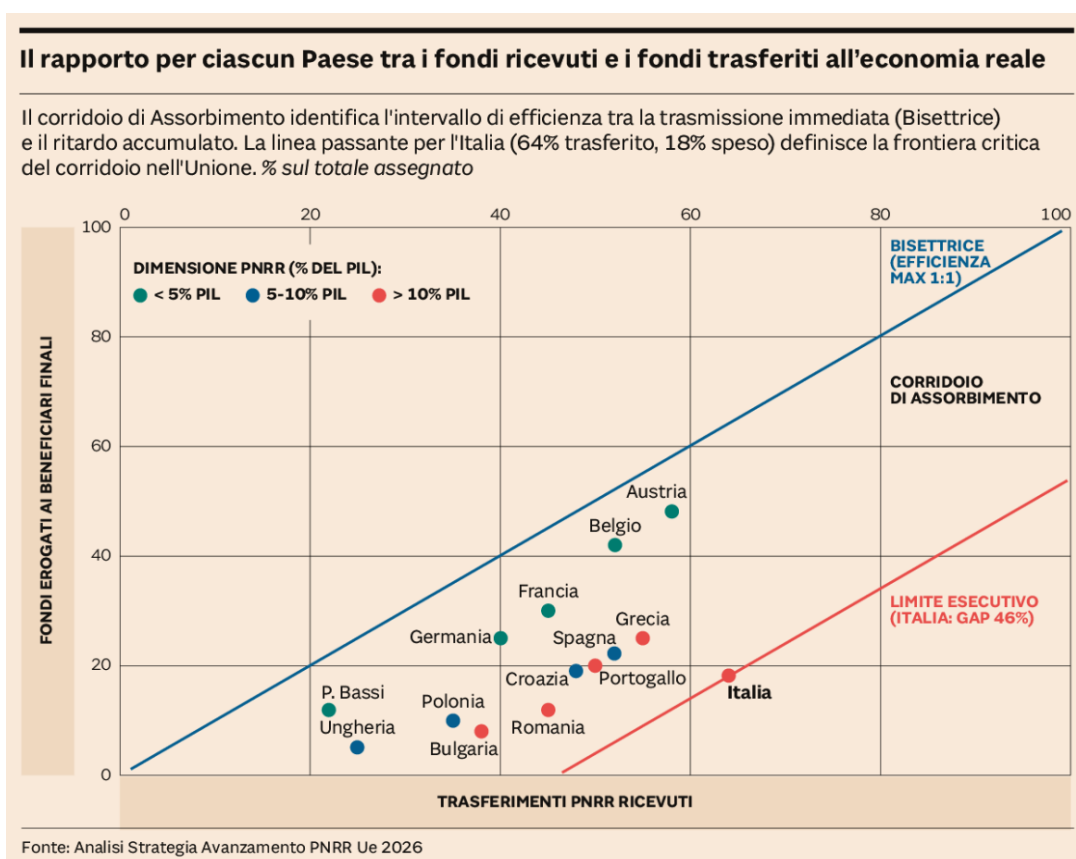 Il rapporto per ciascun Paese tra i fondi ricevuti e i fondi trasferiti all'economia reale
Il corridoio di Assorbimento identifica l'intervallo di efficienza tra la trasmissione immediata (Bisettrice)
e il ritardo accumulato. La linea passante per l'Italia (64% trasferito, 18% speso) definisce la frontiera critica
del corridoio nell'Unione. % sul totale assegnato
0 20 40 60 80 100
100
80
60
40
20
0
FONDI EROGATI AI BENEFICIARI FINALI
DIMENSIONE PNRR (% DEL PIL):
< 5% PIL 5-10% PIL > 10% PIL
BISETTRICE
(EFFICIENZA
MAX 1:1)
CORRIDOIO
DI ASSORBIMENTO
Austria
Belgio
Francia
Grecia
Germania
Spagna
LIMITE ESECUTIVO
(ITALIA: GAP 46%)
Croazia
Portogallo
Italia
P. Bassi
Polonia
Ungheria
Romania
Bulgaria
TRASFERIMENTI PNRR RICEVUTI
Fonte: Analisi Strategia Avanzamento PNRR Ue 2026